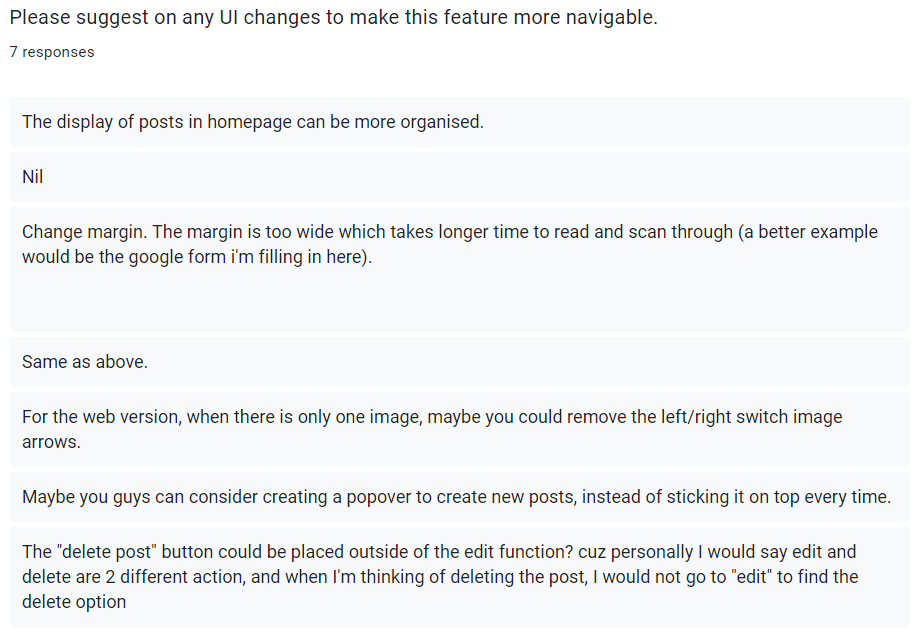 Please suggest on any UI changes to make this feature more navigable.
7 responses
The display of posts in homepage can be more organised.
Nil
Change margin. The margin is too wide which takes longer time to read and scan through (a better example
would be the google form i'm filling in here).
Same as above.
For the web version, when there is only one image, maybe you could remove the left/right switch image
arrows.
Maybe you guys can consider creating a popover to create new posts, instead of sticking it on top every time.
The "delete post" button could be placed outside of the edit function? cuz personally I would say edit and
delete are 2 different action, and when I'm thinking of deleting the post, I would not go to "edit" to find the
delete option